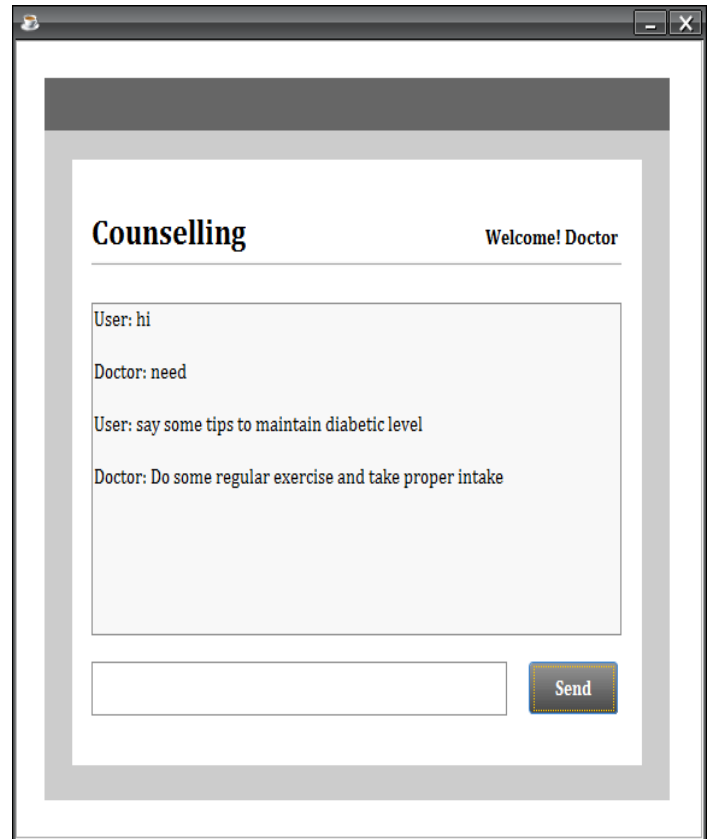 Counselling
Welcome! Doctor
User: hi
Doctor: need
User: say some tips to maintain diabetic level
Doctor: Do some regular exercise and take proper intake
Send